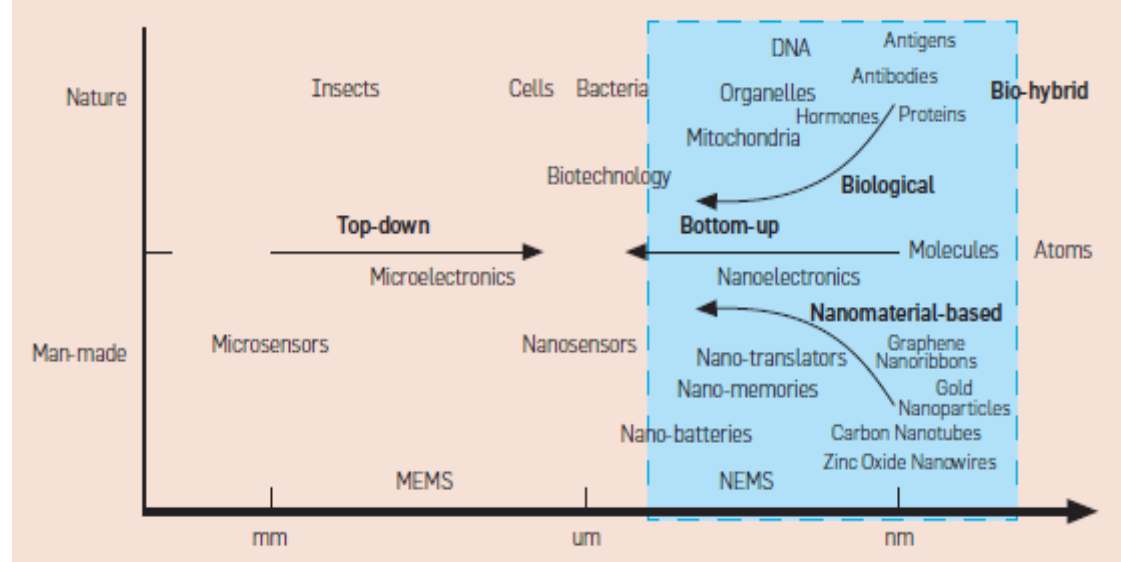 DNA
Antigens
Nature
Insects
Cells
Bacteria
Organelles
Antibodies
Bio-hybrid
Hormones
Proteins
Mitochondria
Biotechnology
Biological
Top-down
Bottom-up
Molecules
Atoms
Microelectronics
Nanoelectronics
Nanomaterial-based
Man-made
Microsensors
Nanosensors
Nano-translators
Graphene
Nanoribbons
Nano-memories
Gold
Nanoparticles
Nano-batteries
Carbon Nanotubes
Zinc Oxide Nanowires
MEMS
NEMS
mm
um
nm